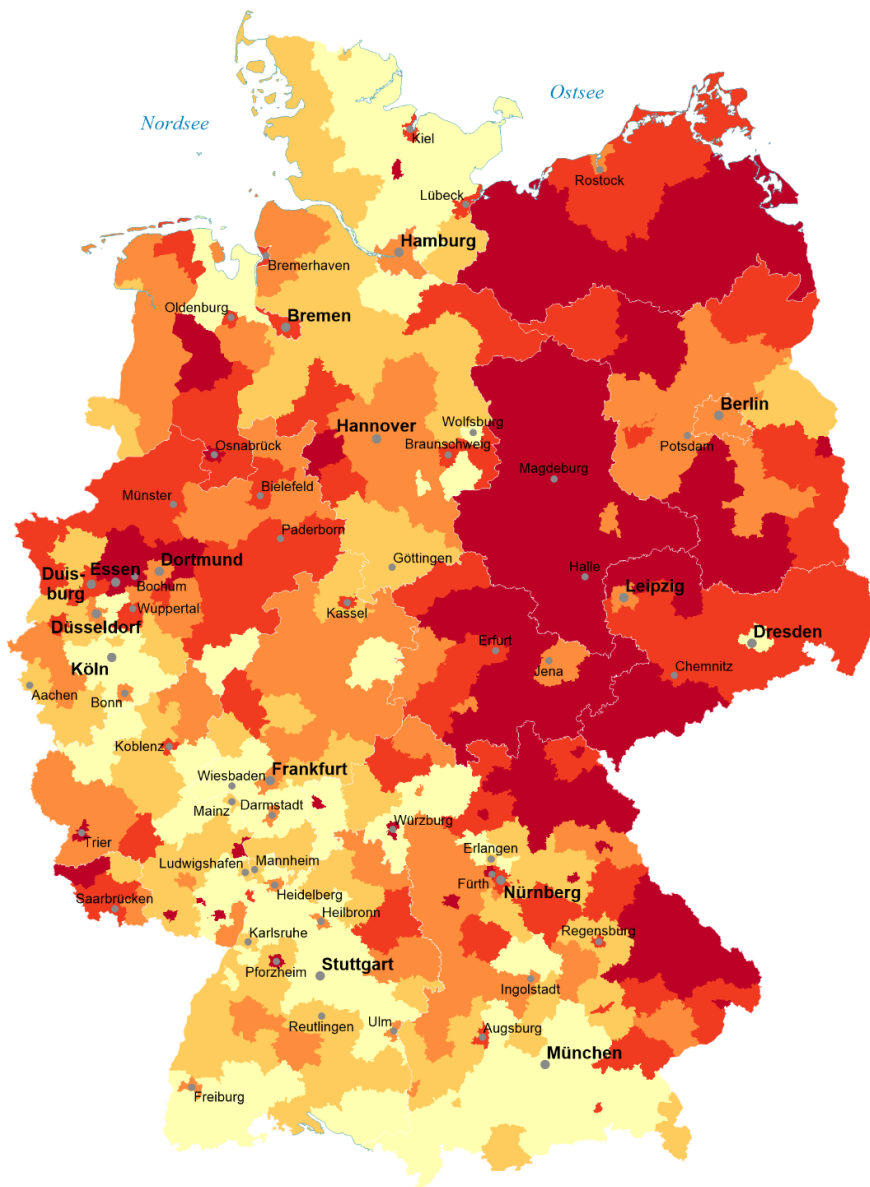 Ostsee
Nordsee
Kiel
Rostock
Lübeck
Hamburg
Bremerhaven
Oldenburg
Bremen
Berlin
Wolfsburg
Hannover
Braunschweig
Potsdam
Osnabrück
Magdeburg
Münster
Bielefeld
Paderborn
Göttingen
Essen
Dortmund
Halle
Duis-
burg
Bochum
Leipzig
Wuppertal
Kassel
Düsseldorf
Erfurt
Dresden
Köln
Jena
Chemnitz
Aachen
Bonn
Koblenz
Frankfurt
Wiesbaden
Mainz
Darmstadt
Würzburg
Trier
Erlangen
Ludwigshafen
Mannheim
Fürth
Nürnberg
Heidelberg
Saarbrücken
Heilbronn
Regensburg
Karlsruhe
Pforzheim
Stuttgart
Ingolstadt
Reutlingen
Ulm
Augsburg
München
Freiburg